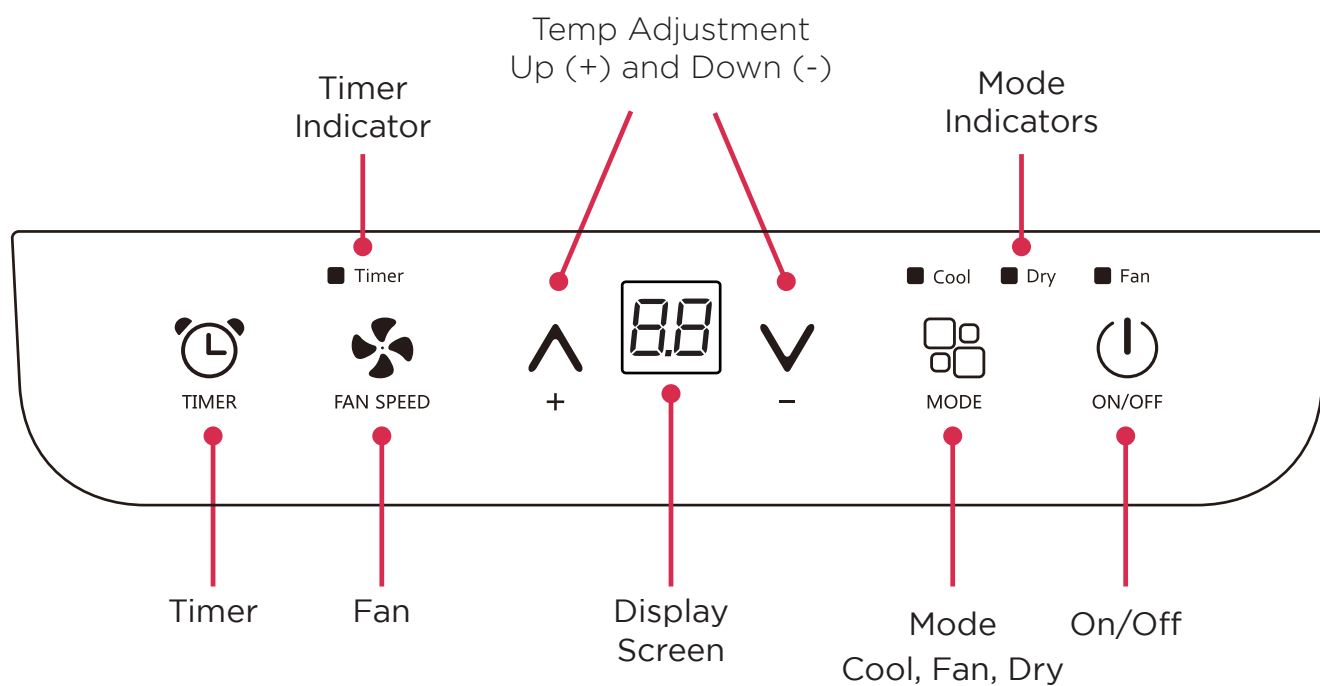 Temp Adjustment
Up (+) and Down (-)
Timer
Indicator
Mode
Indicators
Timer
Cool
Dry
Fan
8.8
TIMER
FAN SPEED
+
−
MODE
ON/OFF
Timer
Fan
Display
Screen
Mode
Cool, Fan, Dry
On/Off